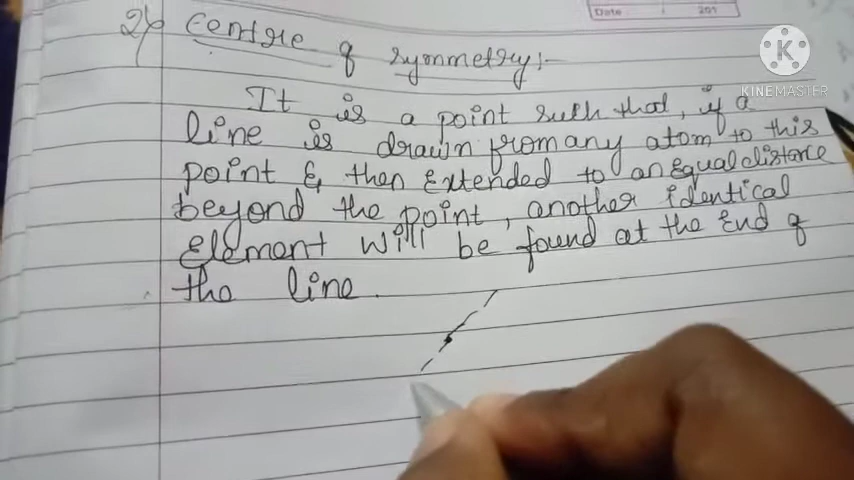 Date 201
KINEMASTER
2) Centre of symmetry:-
It is a point such that, if a
line is drawn from any atom to this
point & then extended to an equal distance
beyond the point, another identical
element will be found at the end of
the line.